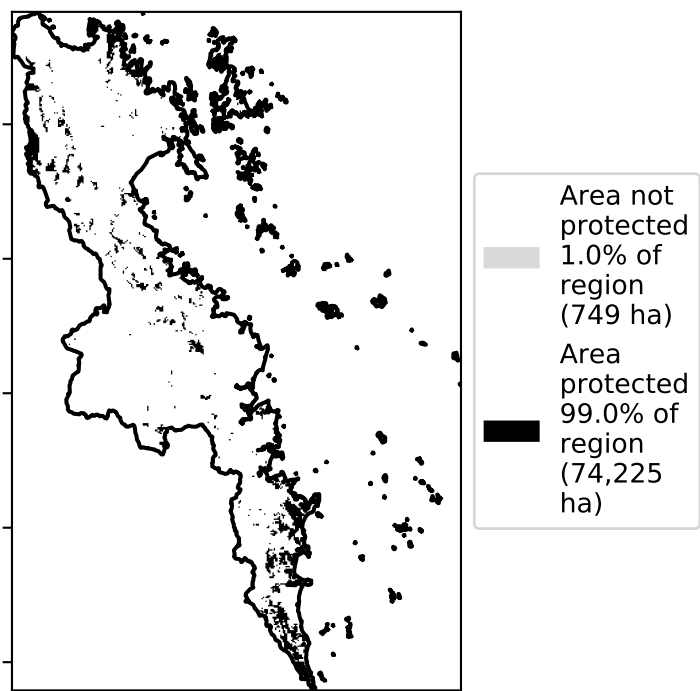 Area not
protected
1.0% of
region
(749 ha)
Area
protected
99.0% of
region
(74,225
ha)